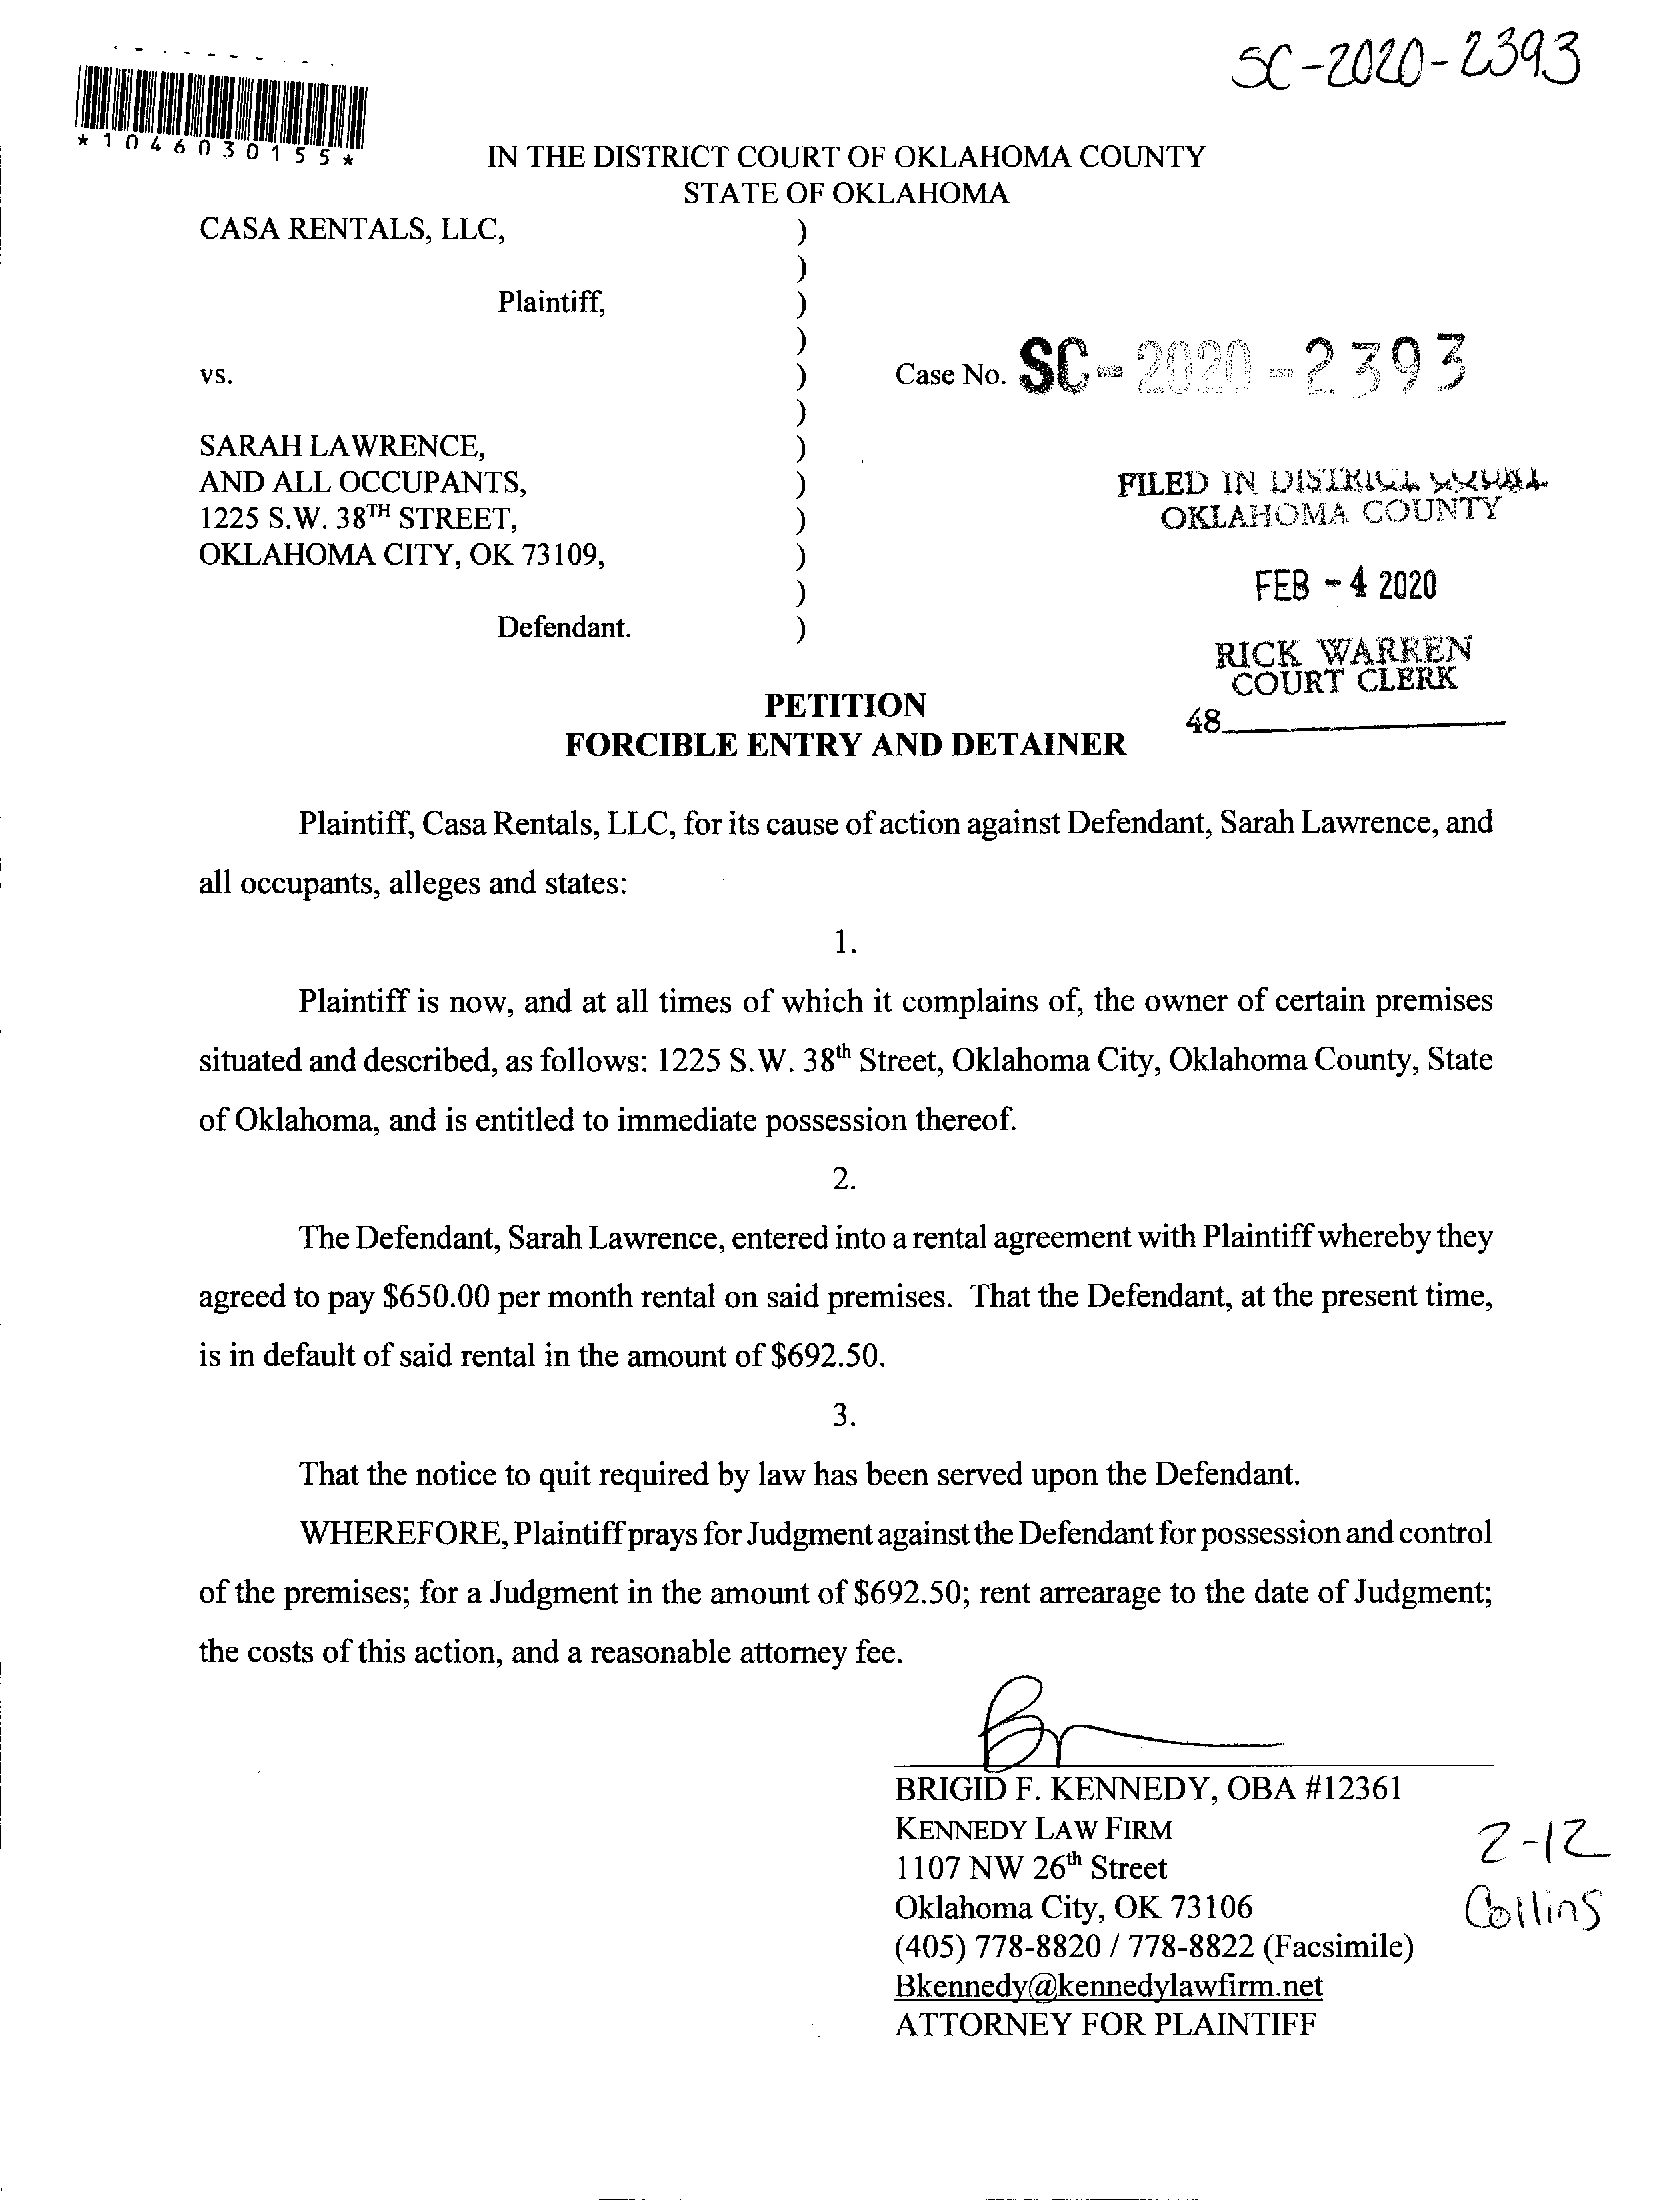 SC-2020-2393
*1046030155*
IN THE DISTRICT COURT OF OKLAHOMA COUNTY
STATE OF OKLAHOMA
CASA RENTALS, LLC, )
)
Plaintiff, )
)
vs. ) Case No. SC-2020-2393
)
SARAH LAWRENCE, )
AND ALL OCCUPANTS, ) FILED IN DISTRICT COURT
1225 S.W. 38TH STREET, ) OKLAHOMA COUNTY
OKLAHOMA CITY, OK 73109, )
) FEB -4 2020
Defendant. )
RICK WARREN
COURT CLERK
48
PETITION
FORCIBLE ENTRY AND DETAINER
Plaintiff, Casa Rentals, LLC, for its cause of action against Defendant, Sarah Lawrence, and
all occupants, alleges and states:
1.
Plaintiff is now, and at all times of which it complains of, the owner of certain premises
situated and described, as follows: 1225 S.W. 38th Street, Oklahoma City, Oklahoma County, State
of Oklahoma, and is entitled to immediate possession thereof.
2.
The Defendant, Sarah Lawrence, entered into a rental agreement with Plaintiff whereby they
agreed to pay $650.00 per month rental on said premises. That the Defendant, at the present time,
is in default of said rental in the amount of $692.50.
3.
That the notice to quit required by law has been served upon the Defendant.
WHEREFORE, Plaintiff prays for Judgment against the Defendant for possession and control
of the premises; for a Judgment in the amount of $692.50; rent arrearage to the date of Judgment;
the costs of this action, and a reasonable attorney fee.
BRIGID F. KENNEDY, OBA #12361
KENNEDY LAW FIRM
1107 NW 26th Street
Oklahoma City, OK 73106
(405) 778-8820 / 778-8822 (Facsimile)
Bkennedy@kennedylawfirm.net
ATTORNEY FOR PLAINTIFF
2-12
Collins